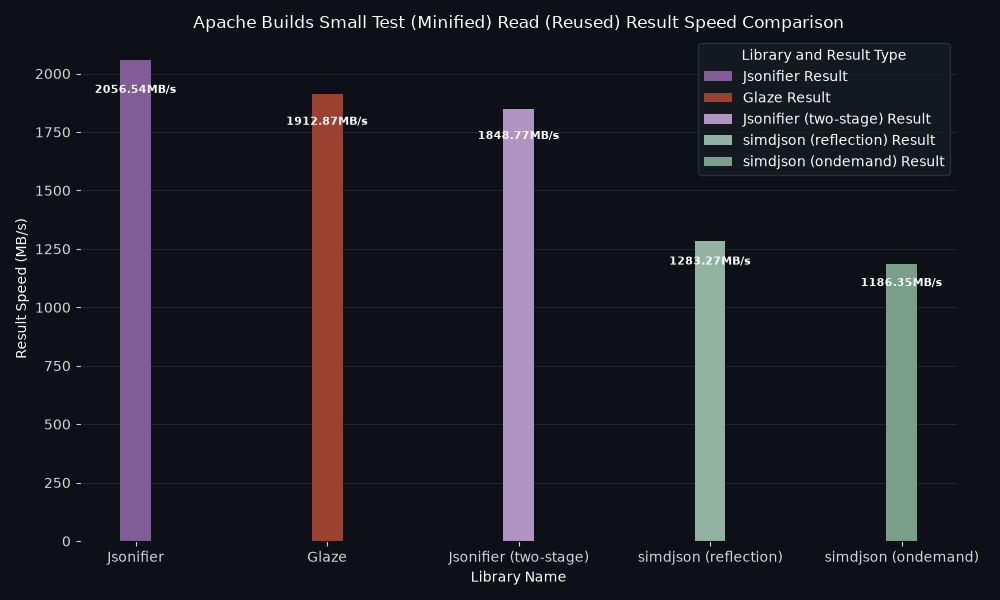 Apache Builds Small Test (Minified) Read (Reused) Result Speed Comparison
Library and Result Type
Jsonifier Result
Glaze Result
Jsonifier (two-stage) Result
simdjson (reflection) Result
simdjson (ondemand) Result
Result Speed (MB/s)
2000
1750
1500
1250
1000
750
500
250
0
2056.54MB/s
1912.87MB/s
1848.77MB/s
1283.27MB/s
1186.35MB/s
Jsonifier
Glaze
Jsonifier (two-stage)
simdjson (reflection)
simdjson (ondemand)
Library Name